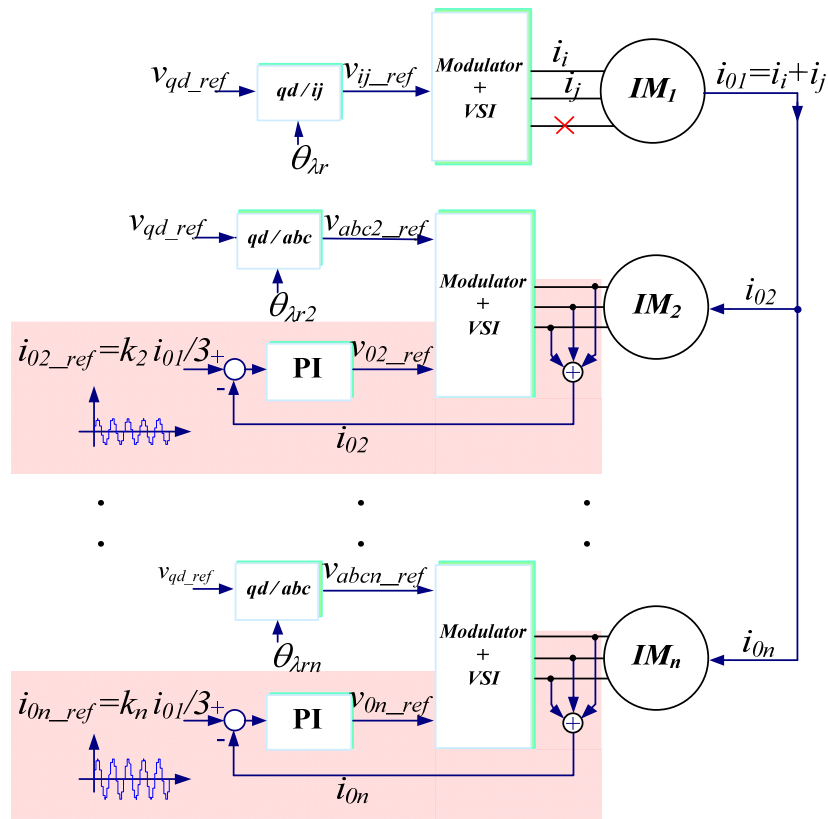 v_qd_ref
qd/ij
v_ij_ref
θ_λr
Modulator
+
VSI
i_i
i_j
IM_1
i_01=i_i+i_j
v_qd_ref
qd/abc
v_abc2_ref
θ_λr2
Modulator
+
VSI
IM_2
i_02
i_02_ref=k_2 i_01/3
+
-
PI
v_02_ref
+
i_02
v_qd_ref
qd/abc
v_abcn_ref
θ_λrn
Modulator
+
VSI
IM_n
i_0n
i_0n_ref=k_n i_01/3
+
-
PI
v_0n_ref
+
i_0n